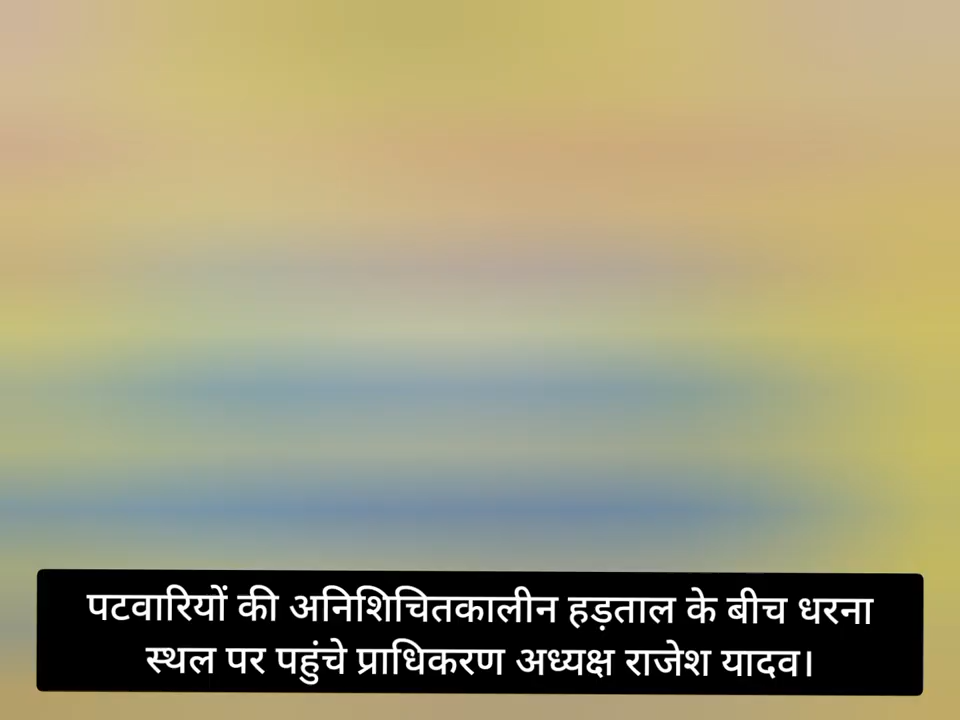 पटवारियों की अनिशिचितकालीन हड़ताल के बीच धरना
स्थल पर पहुंचे प्राधिकरण अध्यक्ष राजेश यादव।